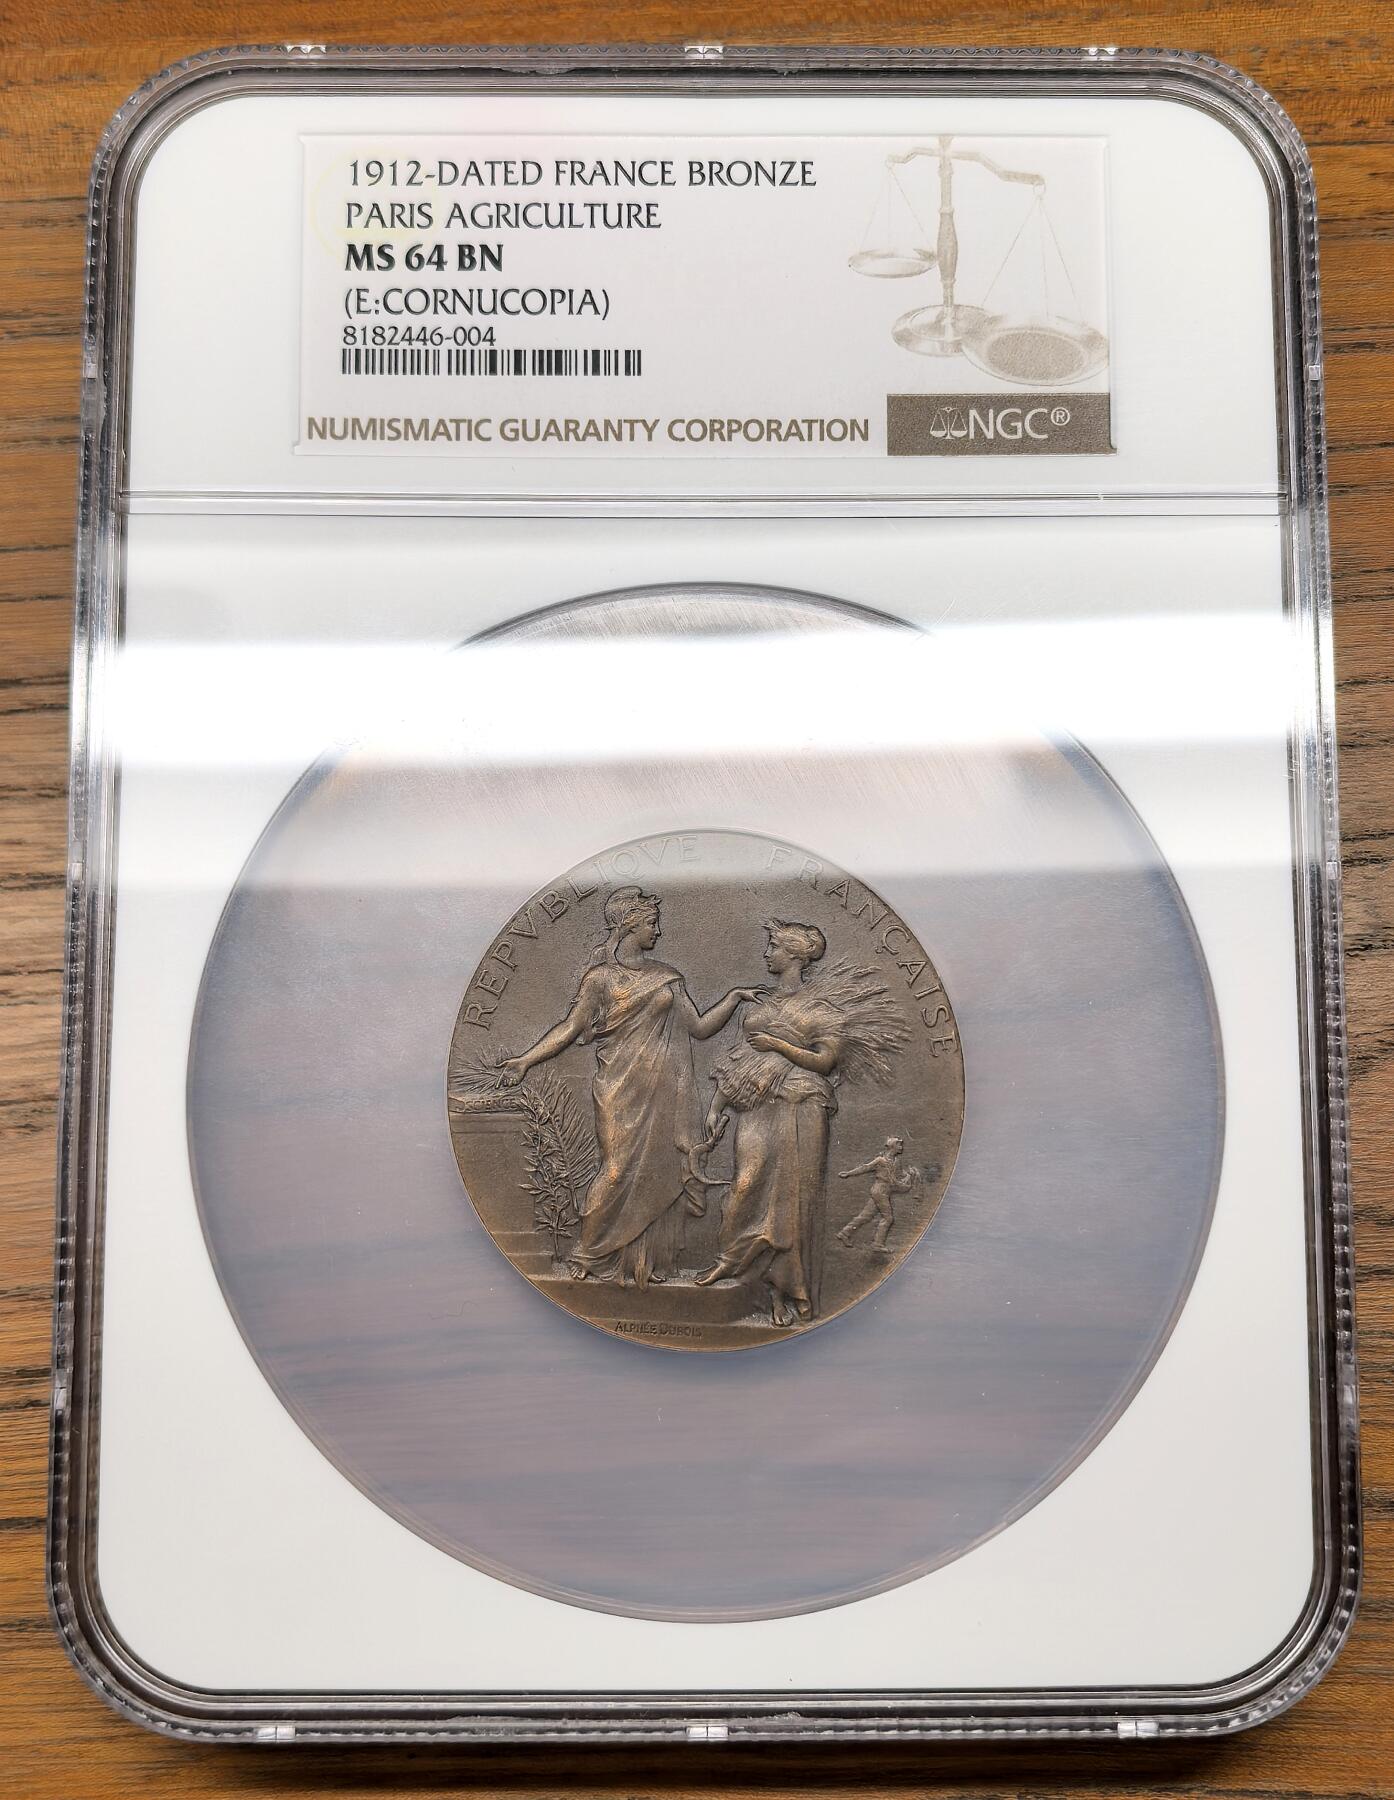 1912-DATED FRANCE BRONZE
PARIS AGRICULTURE
MS 64 BN
(E:CORNUCOPIA)
8182446-004
NUMISMATIC GUARANTY CORPORATION
NGC®
REPVBLIQVE FRANÇAISE
SCIENCE
ALPHÉE DUBOIS